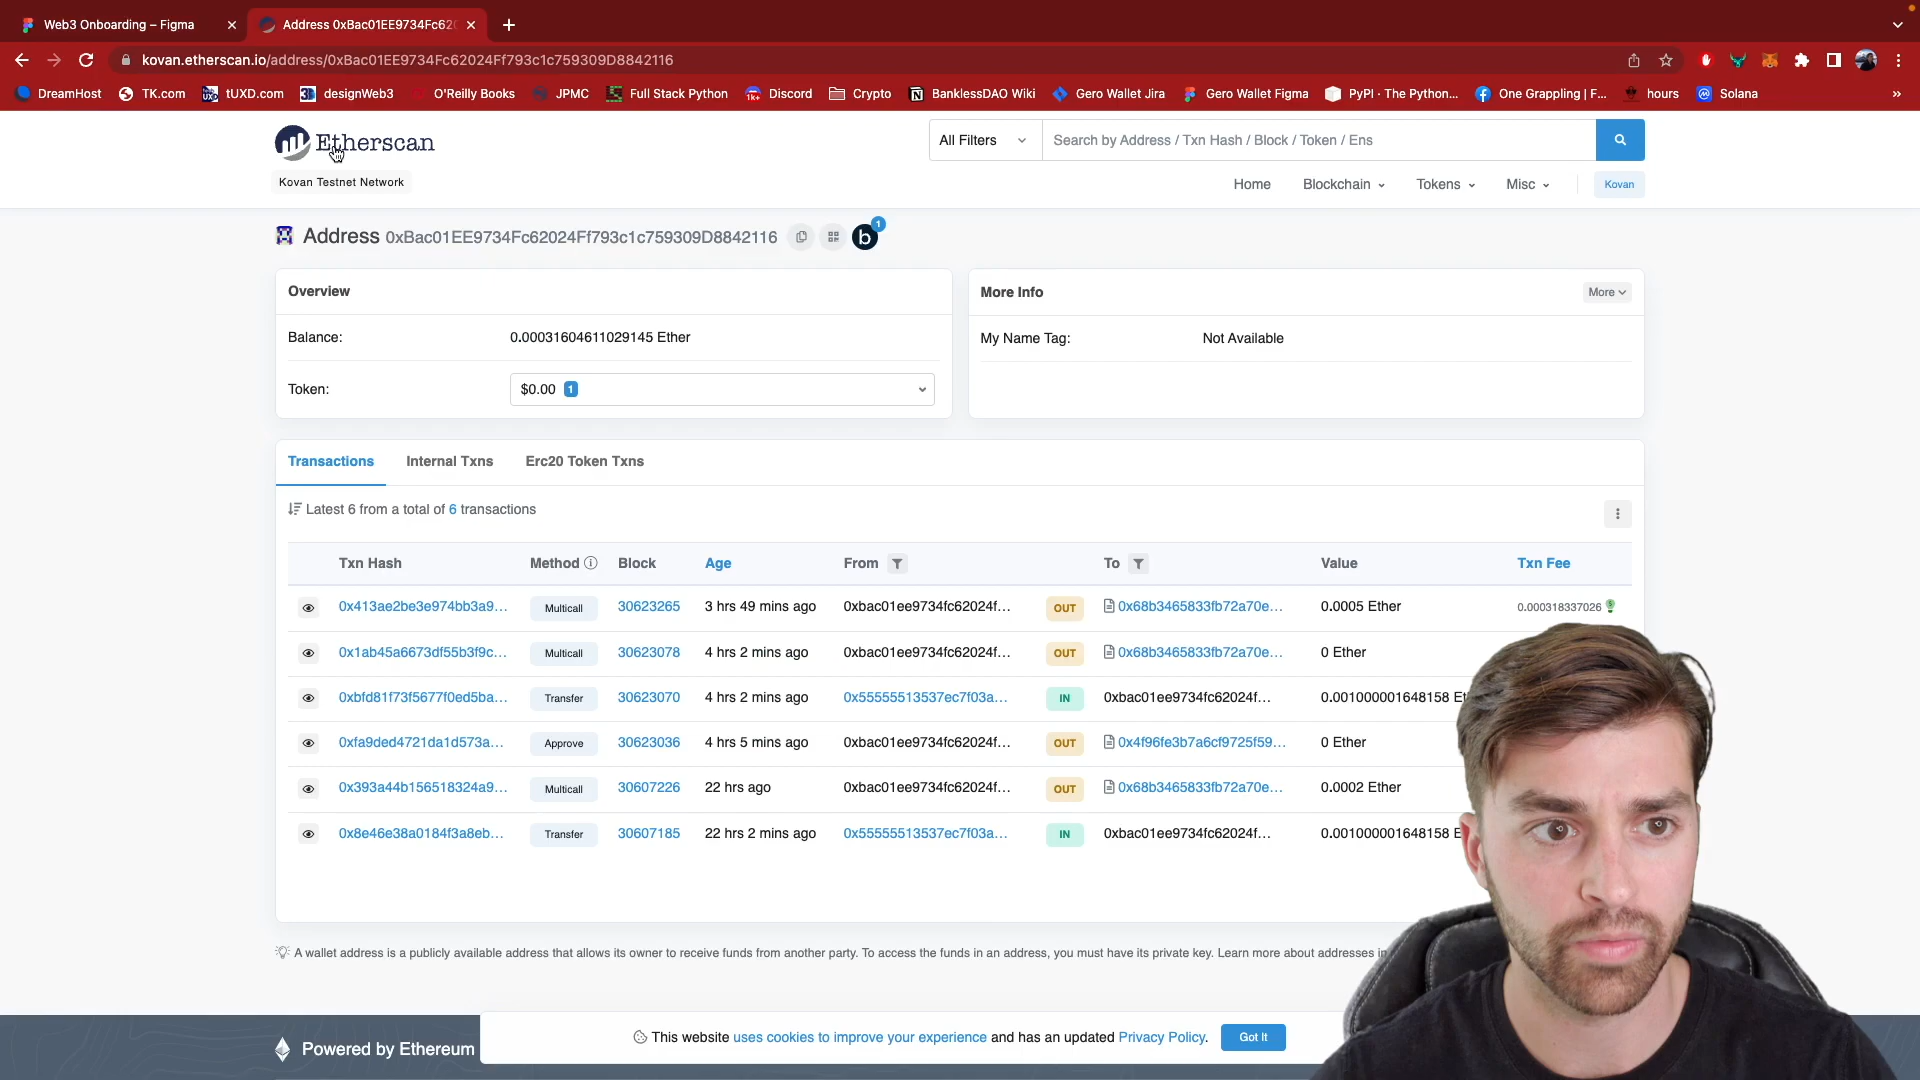 Web3 Onboarding – Figma
Address 0xBac01EE9734Fc62
kovan.etherscan.io/address/0xBac01EE9734Fc62024Ff793c1c759309D8842116
DreamHost TK.com tUXD.com designWeb3 O'Reilly Books JPMC Full Stack Python Discord Crypto BanklessDAO Wiki Gero Wallet Jira Gero Wallet Figma PyPI · The Python... One Grappling | F... hours Solana »
Etherscan
Kovan Testnet Network
All Filters Search by Address / Txn Hash / Block / Token / Ens
Home Blockchain Tokens Misc Kovan
Address 0xBac01EE9734Fc62024Ff793c1c759309D8842116 b 1
Overview
Balance: 0.00031604611029145 Ether
Token: $0.00 1
More Info More
My Name Tag: Not Available
Transactions Internal Txns Erc20 Token Txns
Latest 6 from a total of 6 transactions
Txn Hash Method Block Age From To Value Txn Fee
0x413ae2be3e974bb3a9... Multicall 30623265 3 hrs 49 mins ago 0xbac01ee9734fc62024f... OUT 0x68b3465833fb72a70e... 0.0005 Ether 0.000318337026
0x1ab45a6673df55b3f9c... Multicall 30623078 4 hrs 2 mins ago 0xbac01ee9734fc62024f... OUT 0x68b3465833fb72a70e... 0 Ether
0xbfd81f73f5677f0ed5ba... Transfer 30623070 4 hrs 2 mins ago 0x55555513537ec7f03a... IN 0xbac01ee9734fc62024f... 0.001000001648158 Et
0xfa9ded4721da1d573a... Approve 30623036 4 hrs 5 mins ago 0xbac01ee9734fc62024f... OUT 0x4f96fe3b7a6cf9725f59... 0 Ether
0x393a44b156518324a9... Multicall 30607226 22 hrs ago 0xbac01ee9734fc62024f... OUT 0x68b3465833fb72a70e... 0.0002 Ether
0x8e46e38a0184f3a8eb... Transfer 30607185 22 hrs 2 mins ago 0x55555513537ec7f03a... IN 0xbac01ee9734fc62024f... 0.001000001648158 E
A wallet address is a publicly available address that allows its owner to receive funds from another party. To access the funds in an address, you must have its private key. Learn more about addresses in
Powered by Ethereum
This website uses cookies to improve your experience and has an updated Privacy Policy. Got It